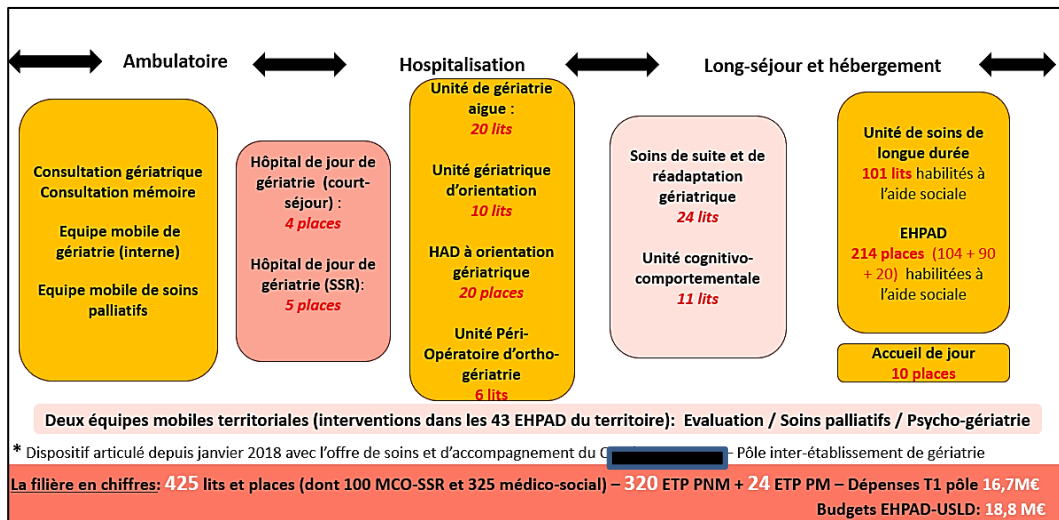 Ambulatoire
Hospitalisation
Long-séjour et hébergement
Consultation gériatrique
Consultation mémoire
Equipe mobile de
gériatrie (interne)
Equipe mobile de soins
palliatifs
Hôpital de jour de
gériatrie (court-
séjour) :
4 places
Hôpital de jour de
gériatrie (SSR):
5 places
Unité de gériatrie
aigue :
20 lits
Unité gériatrique
d'orientation
10 lits
HAD à orientation
gériatrique
20 places
Unité Péri-
Opératoire d'ortho-
gériatrie
6 lits
Soins de suite et de
réadaptation
gériatrique
24 lits
Unité cognitivo-
comportementale
11 lits
Unité de soins de
longue durée
101 lits habilités à
l'aide sociale
EHPAD
214 places (104 + 90
+ 20) habilitées à
l'aide sociale
Accueil de jour
10 places
Deux équipes mobiles territoriales (interventions dans les 43 EHPAD du territoire): Evaluation / Soins palliatifs / Psycho-gériatrie
* Dispositif articulé depuis janvier 2018 avec l'offre de soins et d'accompagnement du C – Pôle inter-établissement de gériatrie
La filière en chiffres: 425 lits et places (dont 100 MCO-SSR et 325 médico-social) – 320 ETP PNM + 24 ETP PM – Dépenses T1 pôle 16,7M€
Budgets EHPAD-USLD: 18,8 M€